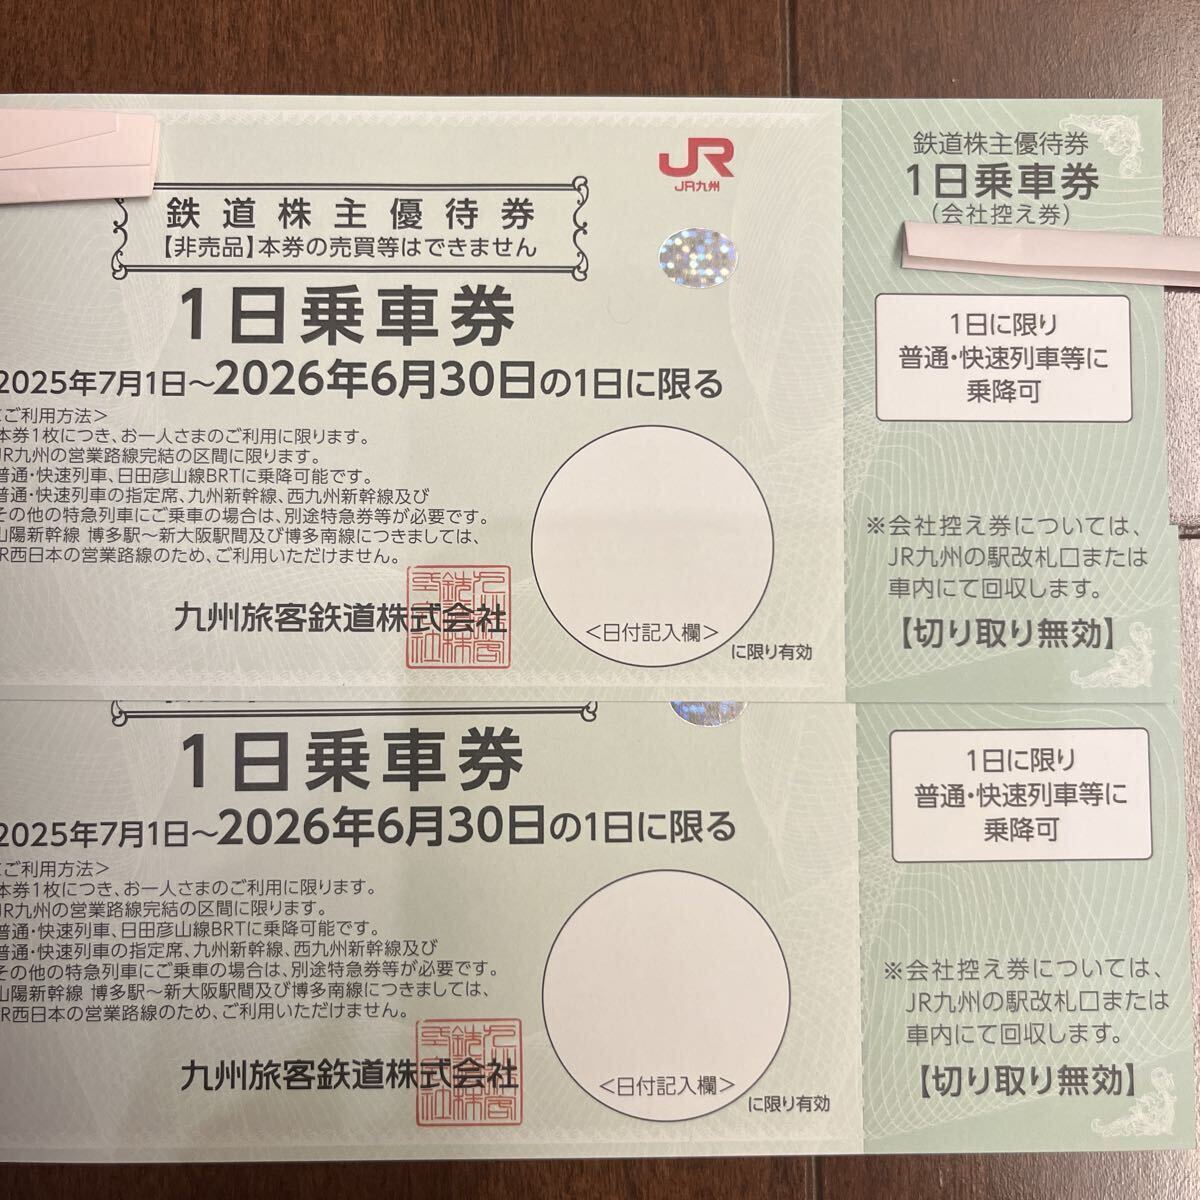 鉄道株主優待券
【非売品】本券の売買等はできません
JR
JR九州
1日乗車券
2025年7月1日～2026年6月30日の1日に限る
ご利用方法＞
本券1枚につき、お一人さまのご利用に限ります。
JR九州の営業路線完結の区間に限ります。
普通・快速列車、日田彦山線BRTに乗降可能です。
普通・快速列車の指定席、九州新幹線、西九州新幹線及び
その他の特急列車にご乗車の場合は、別途特急券等が必要です。
山陽新幹線 博多駅～新大阪駅間及び博多南線につきましては、
JR西日本の営業路線のため、ご利用いただけません。
九州旅客鉄道株式会社
＜日付記入欄＞
に限り有効
鉄道株主優待券
1日乗車券
（会社控え券）
1日に限り
普通・快速列車等に
乗降可
※会社控え券については、
JR九州の駅改札口または
車内にて回収します。
【切り取り無効】
1日乗車券
2025年7月1日～2026年6月30日の1日に限る
ご利用方法＞
本券1枚につき、お一人さまのご利用に限ります。
JR九州の営業路線完結の区間に限ります。
普通・快速列車、日田彦山線BRTに乗降可能です。
普通・快速列車の指定席、九州新幹線、西九州新幹線及び
その他の特急列車にご乗車の場合は、別途特急券等が必要です。
山陽新幹線 博多駅～新大阪駅間及び博多南線につきましては、
JR西日本の営業路線のため、ご利用いただけません。
九州旅客鉄道株式会社
＜日付記入欄＞
に限り有効
1日に限り
普通・快速列車等に
乗降可
※会社控え券については、
JR九州の駅改札口または
車内にて回収します。
【切り取り無効】